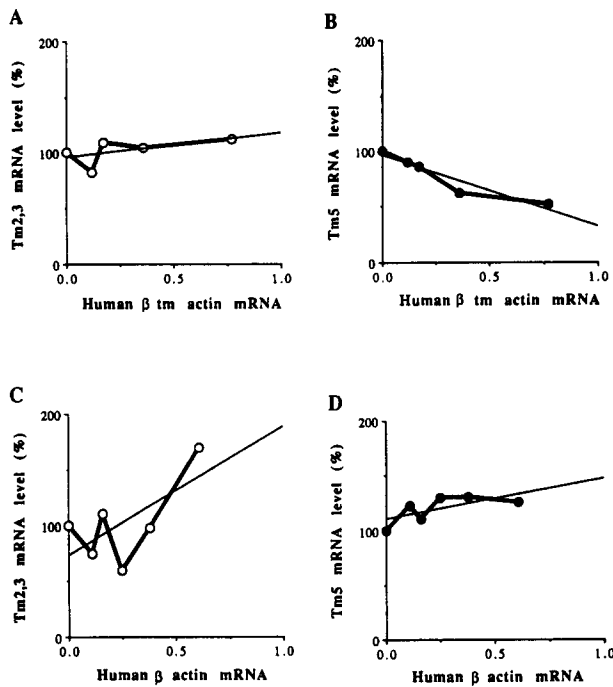 A
Tm2,3 mRNA level (%)
200
100
0
0.0 0.5 1.0
Human β tm actin mRNA
B
Tm5 mRNA level (%)
200
100
0
0.0 0.5 1.0
Human β tm actin mRNA
C
Tm2,3 mRNA level (%)
200
100
0
0.0 0.5 1.0
Human β actin mRNA
D
Tm5 mRNA level (%)
200
100
0
0.0 0.5 1.0
Human β actin mRNA